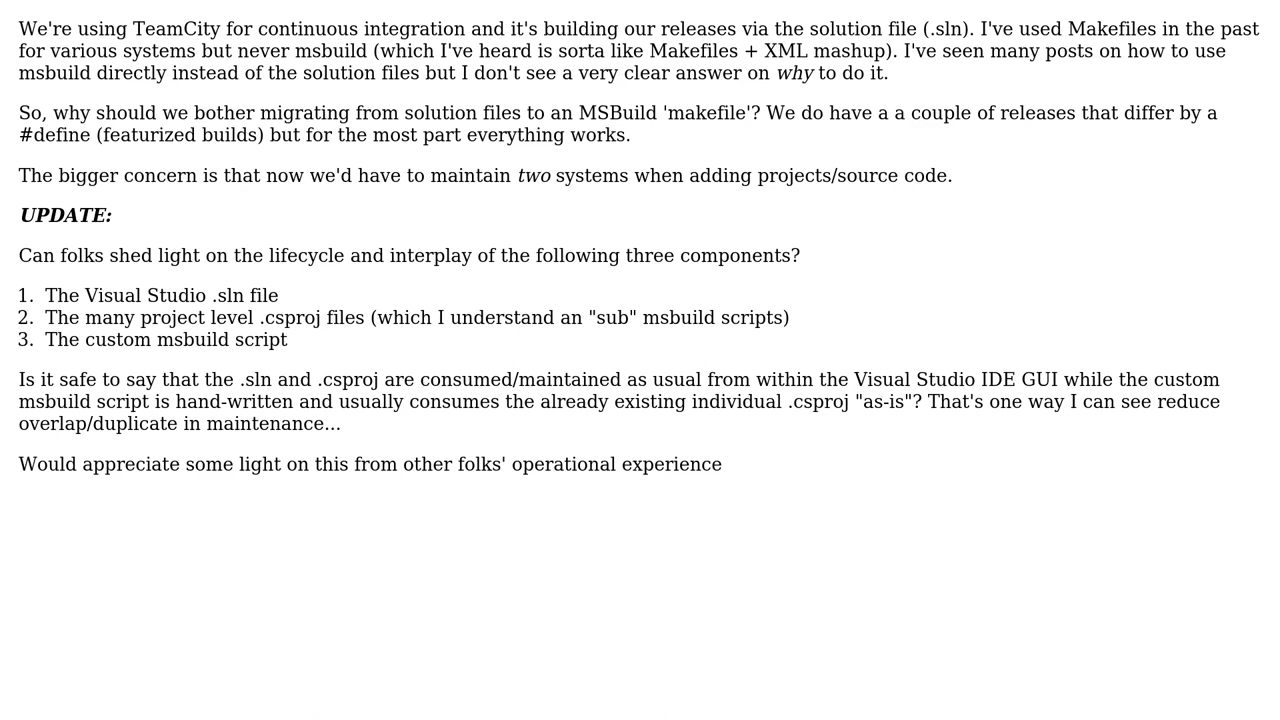 We're using TeamCity for continuous integration and it's building our releases via the solution file (.sln). I've used Makefiles in the past
for various systems but never msbuild (which I've heard is sorta like Makefiles + XML mashup). I've seen many posts on how to use
msbuild directly instead of the solution files but I don't see a very clear answer on why to do it.
So, why should we bother migrating from solution files to an MSBuild 'makefile'? We do have a a couple of releases that differ by a
#define (featurized builds) but for the most part everything works.
The bigger concern is that now we'd have to maintain two systems when adding projects/source code.
UPDATE:
Can folks shed light on the lifecycle and interplay of the following three components?
1. The Visual Studio .sln file
2. The many project level .csproj files (which I understand an "sub" msbuild scripts)
3. The custom msbuild script
Is it safe to say that the .sln and .csproj are consumed/maintained as usual from within the Visual Studio IDE GUI while the custom
msbuild script is hand-written and usually consumes the already existing individual .csproj "as-is"? That's one way I can see reduce
overlap/duplicate in maintenance...
Would appreciate some light on this from other folks' operational experience